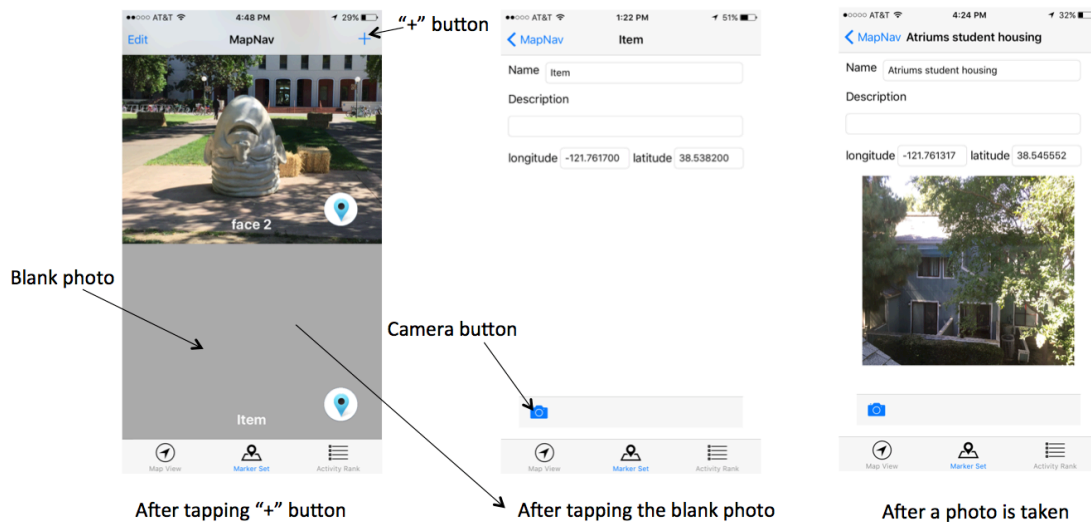 ●●○○○ AT&T 4:48 PM 29%
Edit MapNav +
face 2
Item
Map View Marker Set Activity Rank
After tapping “+” button
“+” button
Blank photo
Camera button
●●○○○ AT&T 1:22 PM 51%
MapNav Item
Name Item
Description
longitude -121.761700 latitude 38.538200
Map View Marker Set Activity Rank
After tapping the blank photo
●○○○○ AT&T 4:24 PM 32%
MapNav Atriums student housing
Name Atriums student housing
Description
longitude -121.761317 latitude 38.545552
Map View Marker Set Activity Rank
After a photo is taken